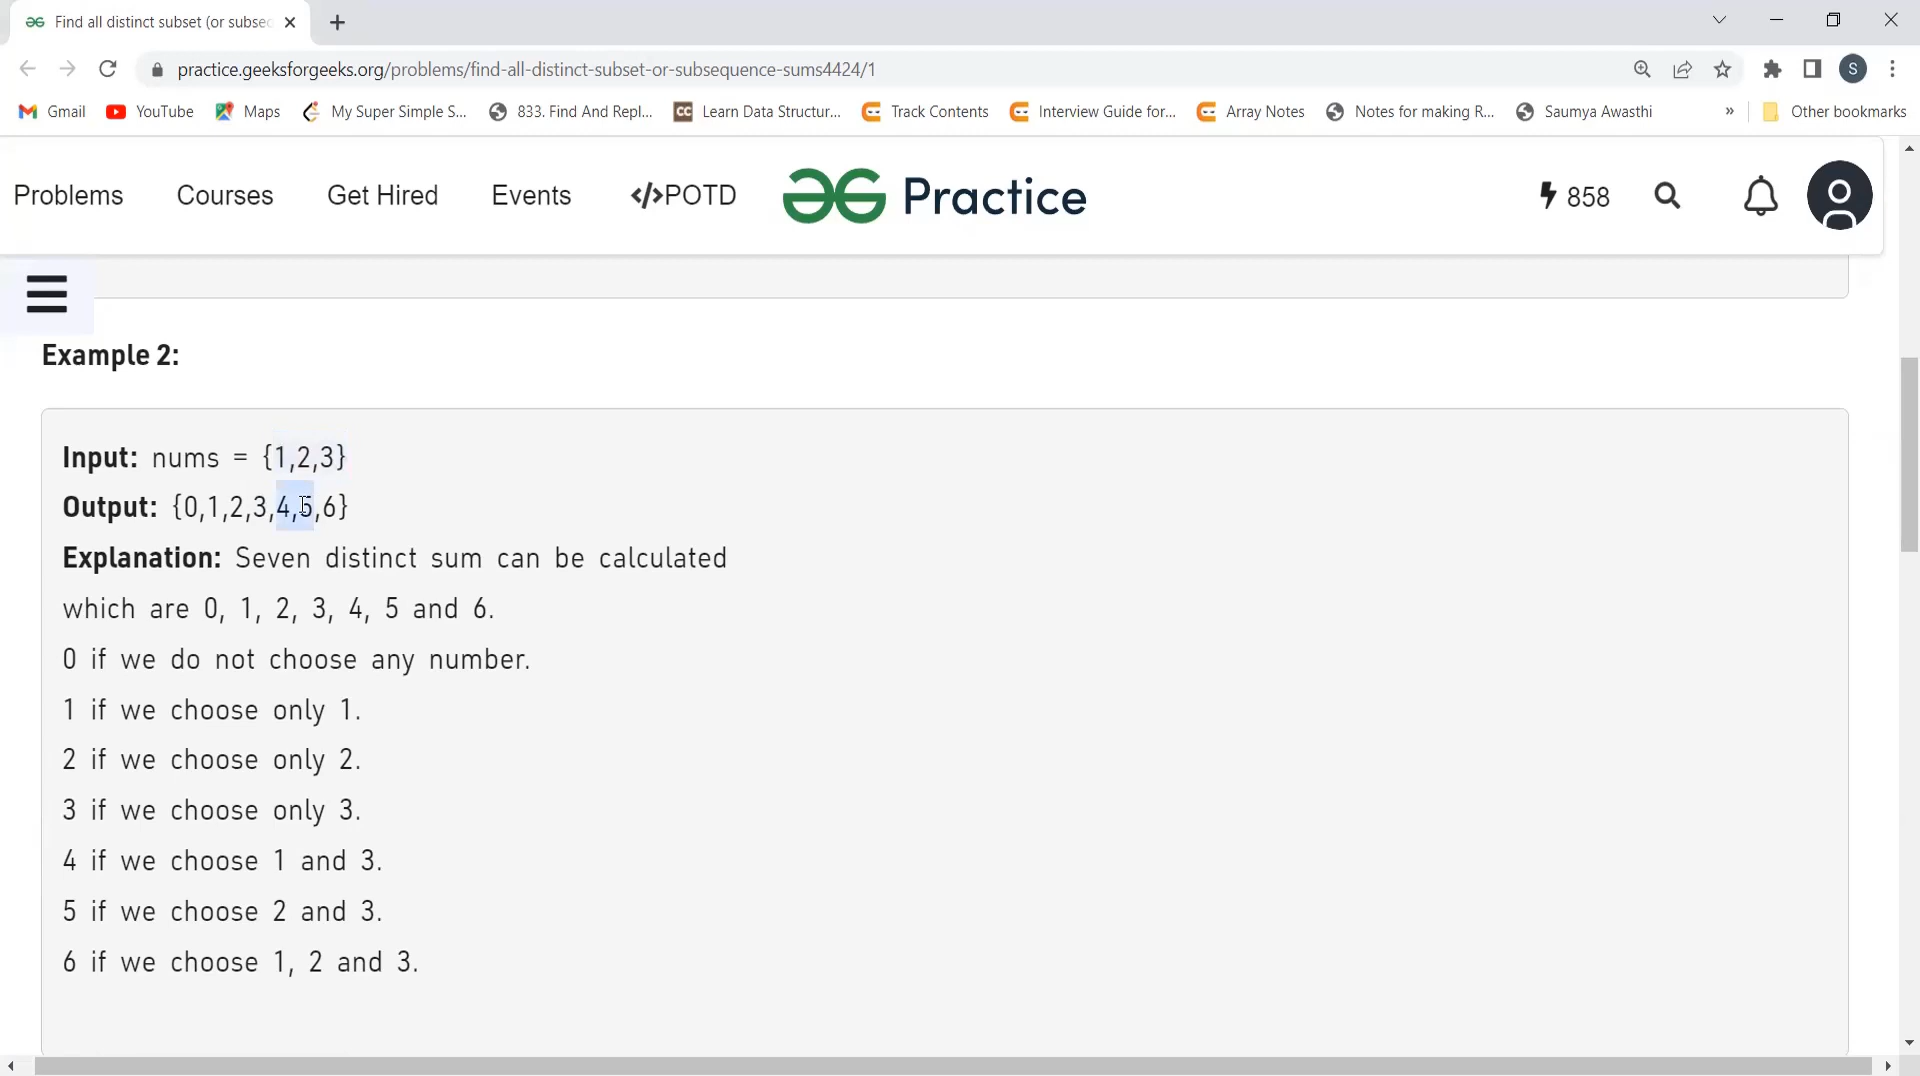 Find all distinct subset (or subsec
practice.geeksforgeeks.org/problems/find-all-distinct-subset-or-subsequence-sums4424/1
S
Gmail YouTube Maps My Super Simple S... 833. Find And Repl... CC Learn Data Structur... Track Contents Interview Guide for... Array Notes Notes for making R... Saumya Awasthi » Other bookmarks
Problems Courses Get Hired Events </>POTD Practice 858
Example 2:
Input: nums = {1,2,3}
Output: {0,1,2,3,4,5,6}
Explanation: Seven distinct sum can be calculated
which are 0, 1, 2, 3, 4, 5 and 6.
0 if we do not choose any number.
1 if we choose only 1.
2 if we choose only 2.
3 if we choose only 3.
4 if we choose 1 and 3.
5 if we choose 2 and 3.
6 if we choose 1, 2 and 3.